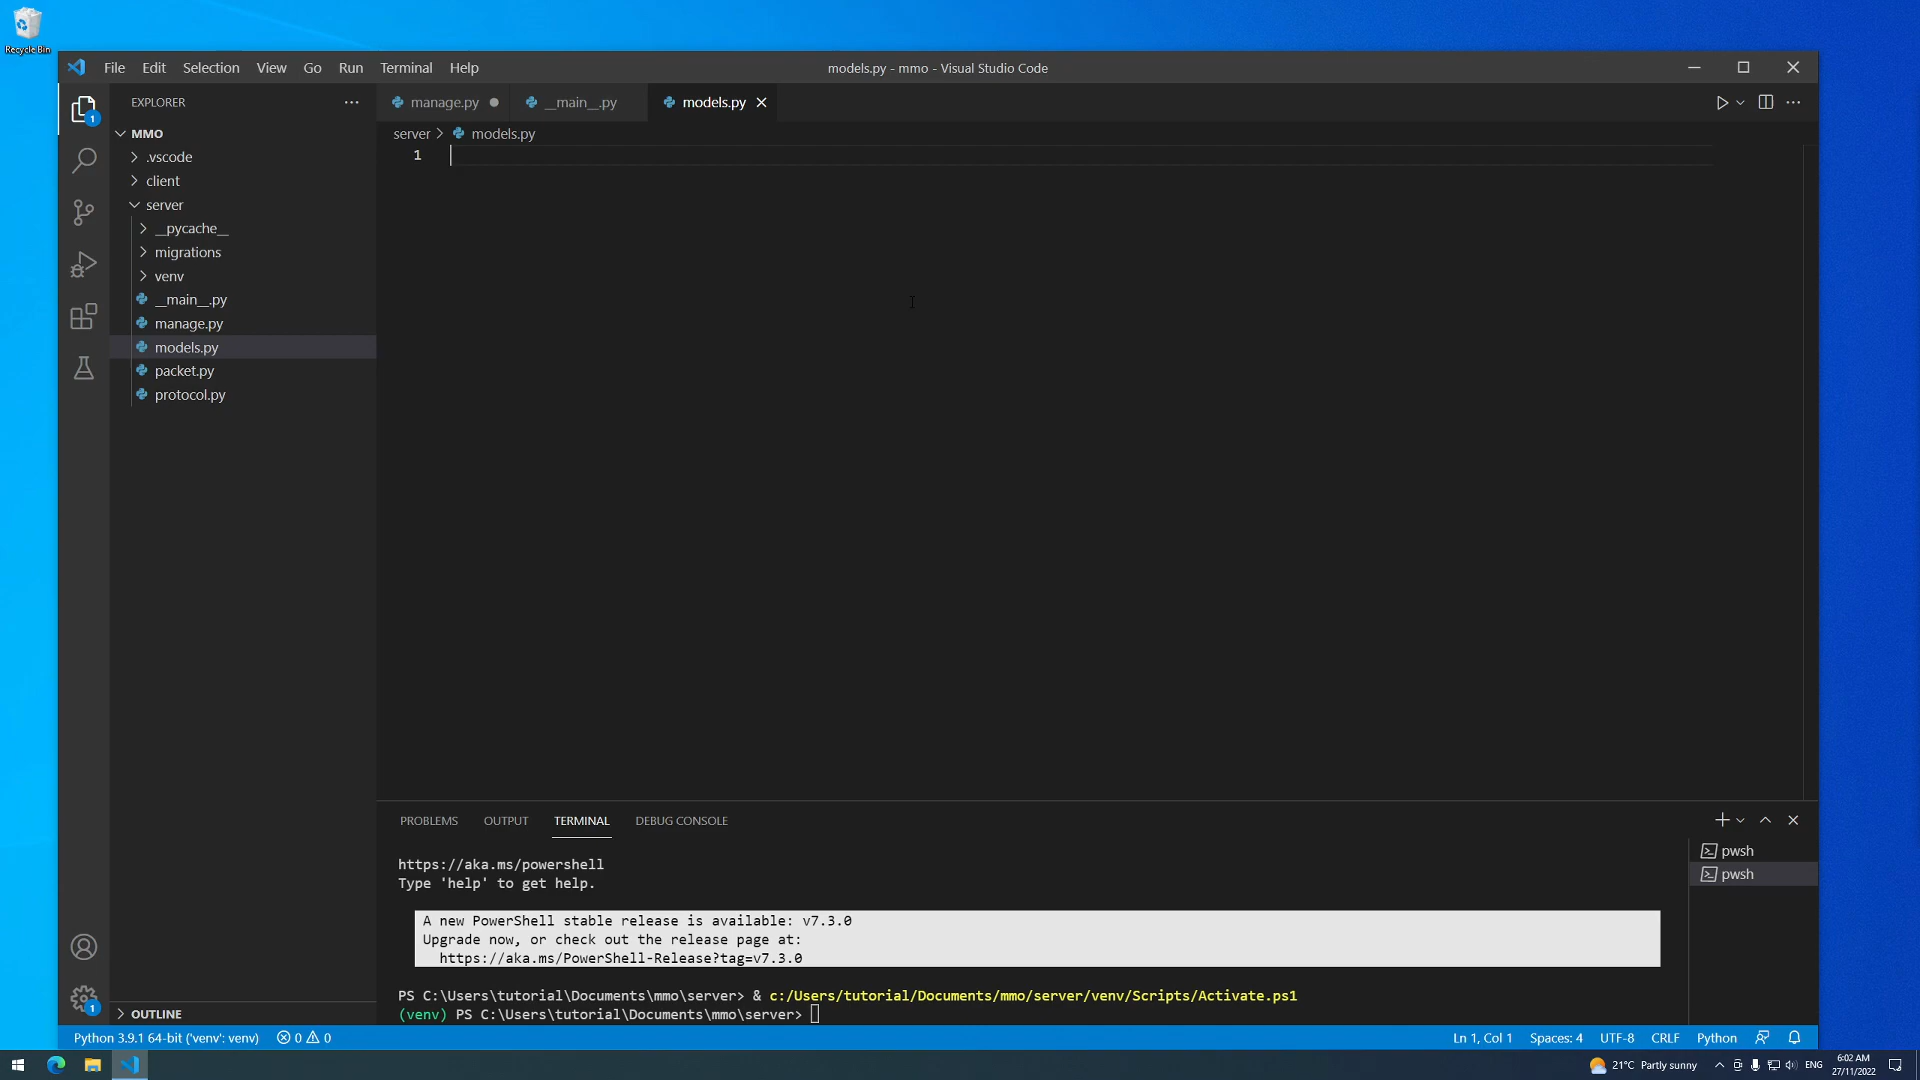 Recycle Bin
File Edit Selection View Go Run Terminal Help
models.py - mmo - Visual Studio Code
EXPLORER
manage.py
__main__.py
models.py
server > models.py
1
MMO
.vscode
client
server
__pycache__
migrations
venv
__main__.py
manage.py
models.py
packet.py
protocol.py
OUTLINE
1
1
PROBLEMS OUTPUT TERMINAL DEBUG CONSOLE
https://aka.ms/powershell
Type 'help' to get help.
A new PowerShell stable release is available: v7.3.0
Upgrade now, or check out the release page at:
https://aka.ms/PowerShell-Release?tag=v7.3.0
PS C:\Users\tutorial\Documents\mmo\server> & c:/Users/tutorial/Documents/mmo/server/venv/Scripts/Activate.ps1
(venv) PS C:\Users\tutorial\Documents\mmo\server>
pwsh
pwsh
Python 3.9.1 64-bit ('venv': venv) 0 0
Ln 1, Col 1 Spaces: 4 UTF-8 CRLF Python
21°C Partly sunny
ENG
6:02 AM
27/11/2022